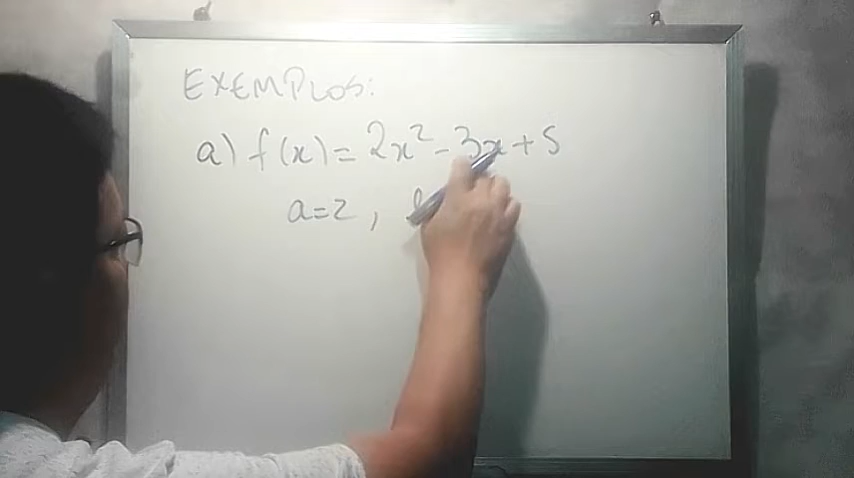 EXEMPLOS:
a) f(x) = 2x² - 3x + 5
a=2,